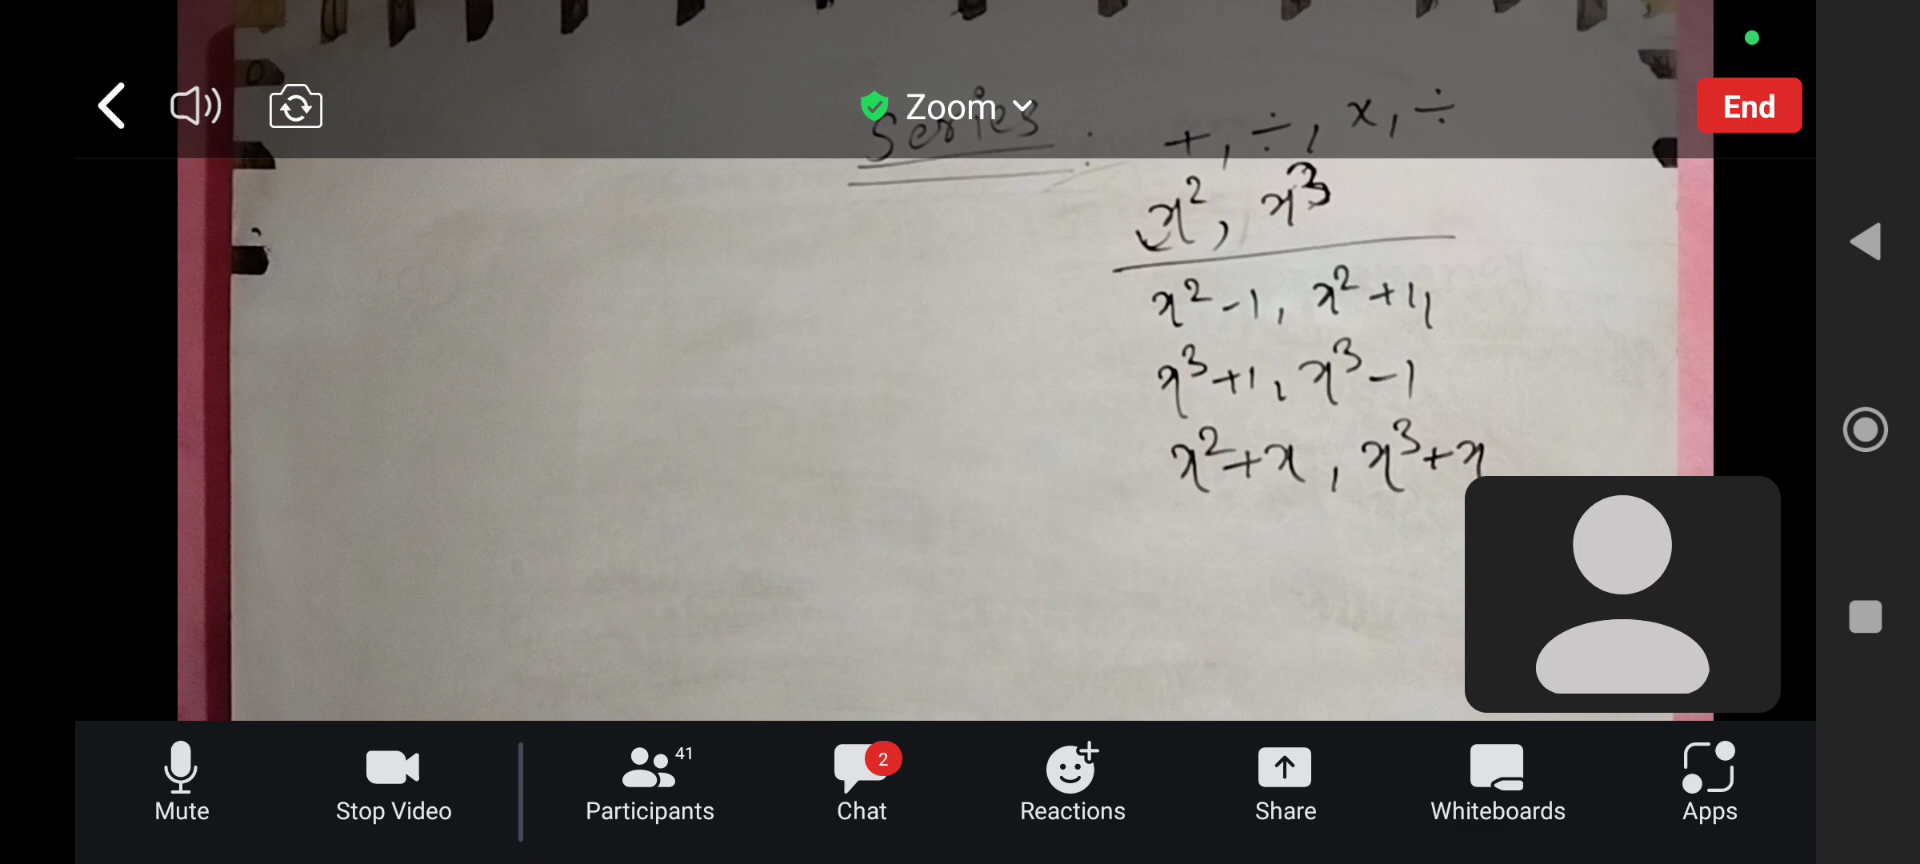 Zoom
End
Series : +, ÷, x, ÷
x², x³
x²-1, x²+1,
x³+1, x³-1
x²+x, x³+x
41
2
Mute
Stop Video
Participants
Chat
Reactions
Share
Whiteboards
Apps